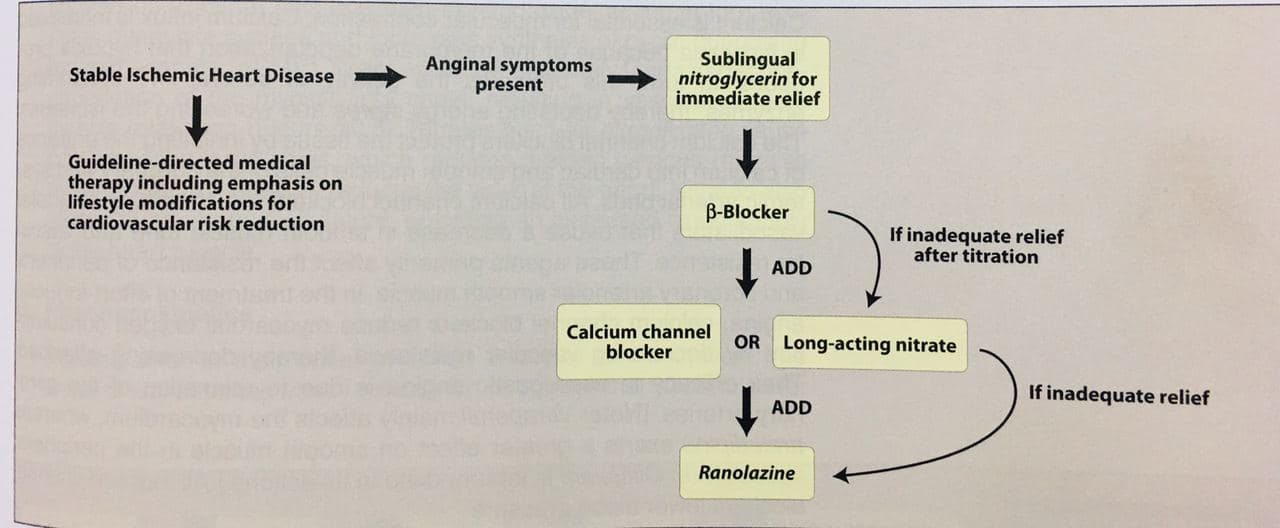 Stable Ischemic Heart Disease
Anginal symptoms
present
Sublingual
nitroglycerin for
immediate relief
Guideline-directed medical
therapy including emphasis on
lifestyle modifications for
cardiovascular risk reduction
β-Blocker
If inadequate relief
after titration
ADD
Calcium channel
blocker
OR
Long-acting nitrate
ADD
If inadequate relief
Ranolazine